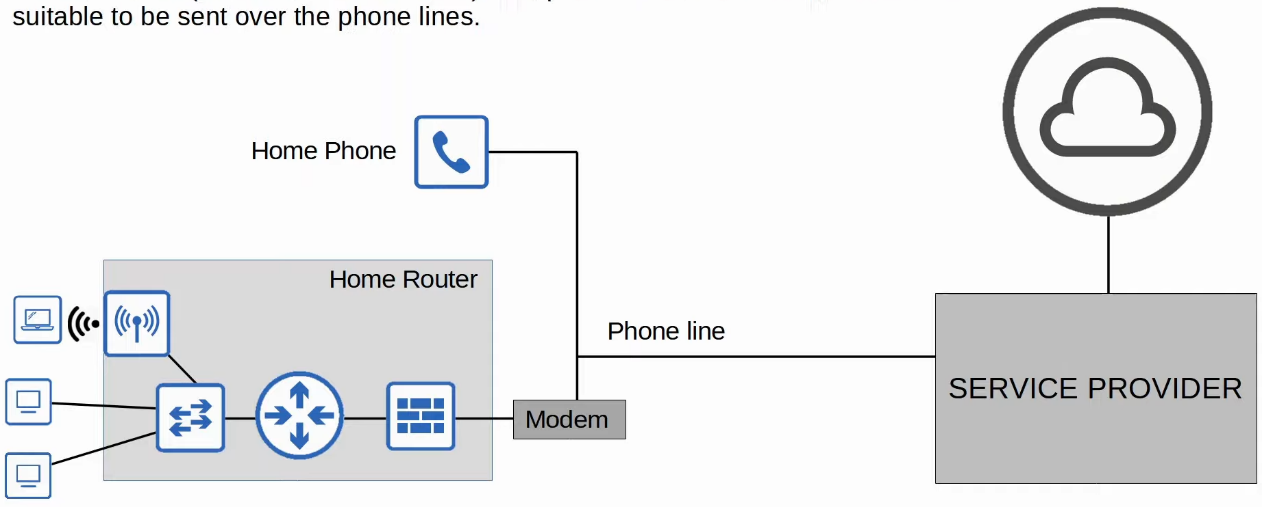 suitable to be sent over the phone lines.
Home Phone
Home Router
Phone line
SERVICE PROVIDER
Modem